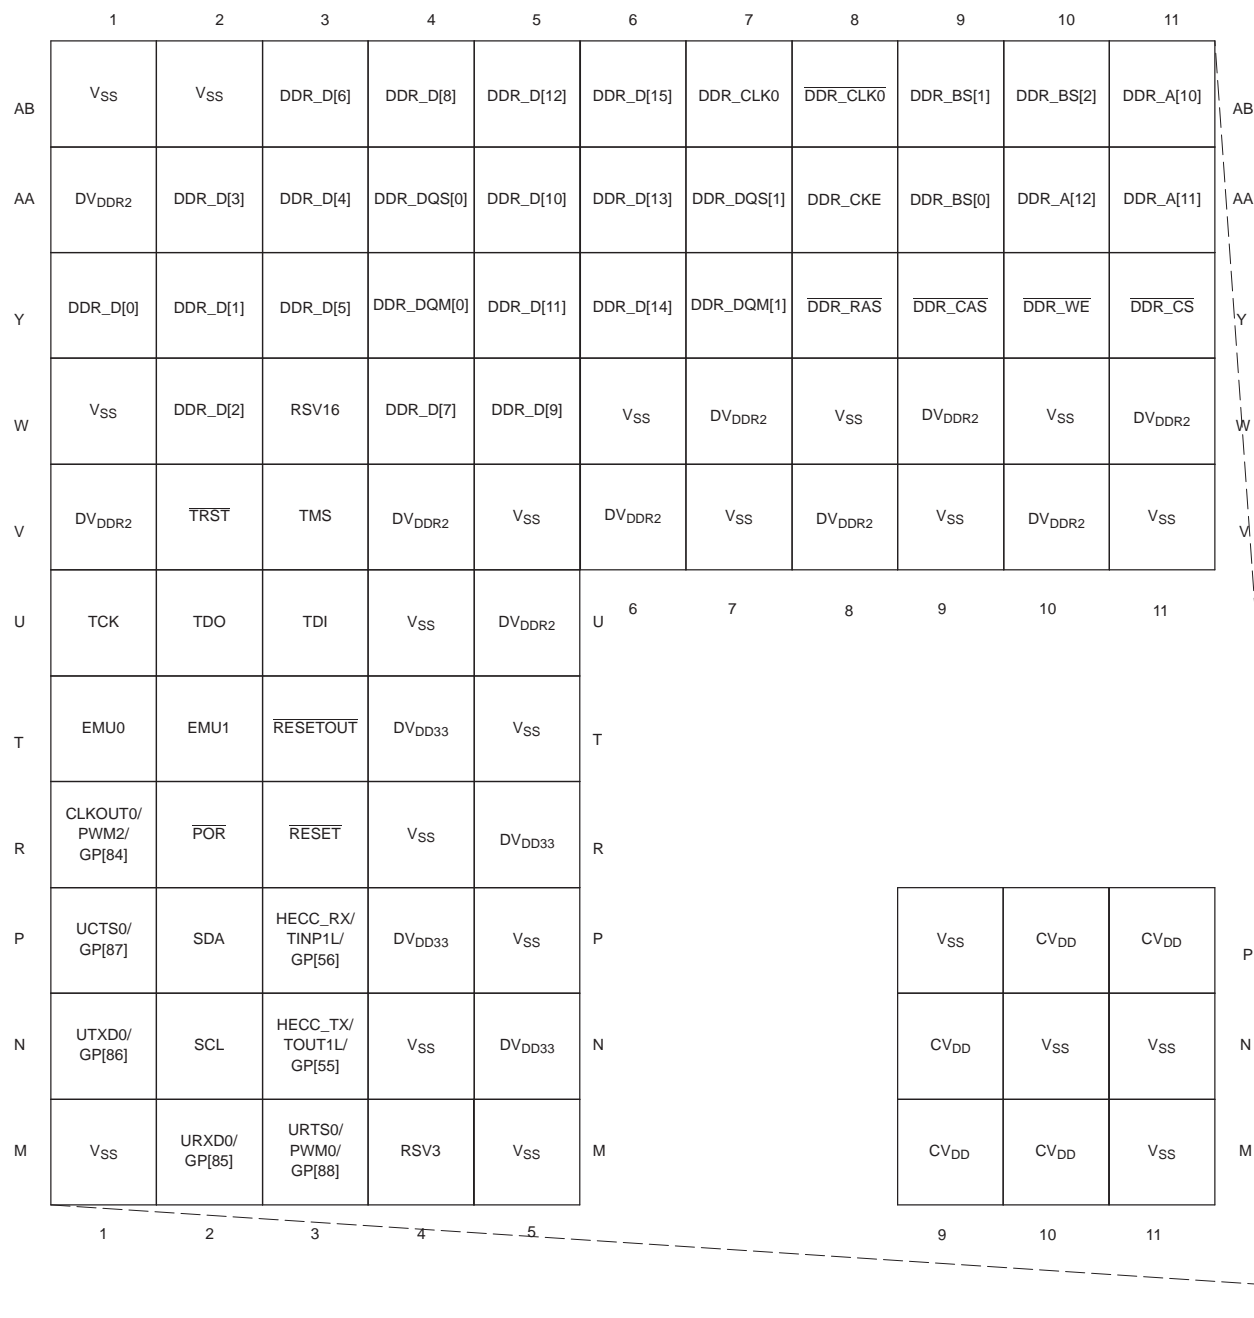 1 2 3 4 5 6 7 8 9 10 11
AB VSS VSS DDR_D[6] DDR_D[8] DDR_D[12] DDR_D[15] DDR_CLK0 DDR_CLK0 DDR_BS[1] DDR_BS[2] DDR_A[10] AB
AA DVDDR2 DDR_D[3] DDR_D[4] DDR_DQS[0] DDR_D[10] DDR_D[13] DDR_DQS[1] DDR_CKE DDR_BS[0] DDR_A[12] DDR_A[11] AA
Y DDR_D[0] DDR_D[1] DDR_D[5] DDR_DQM[0] DDR_D[11] DDR_D[14] DDR_DQM[1] DDR_RAS DDR_CAS DDR_WE DDR_CS Y
W VSS DDR_D[2] RSV16 DDR_D[7] DDR_D[9] VSS DVDDR2 VSS DVDDR2 VSS DVDDR2 W
V DVDDR2 TRST TMS DVDDR2 VSS DVDDR2 VSS DVDDR2 VSS DVDDR2 VSS V
U TCK TDO TDI VSS DVDDR2 U 6 7 8 9 10 11
T EMU0 EMU1 RESETOUT DVDD33 VSS T
CLKOUT0/
R PWM2/ POR RESET VSS DVDD33 R
GP[84]
HECC_RX/
P UCTS0/ SDA TINP1L/ DVDD33 VSS P VSS CVDD CVDD P
GP[87] GP[56]
HECC_TX/
N UTXD0/ SCL TOUT1L/ VSS DVDD33 N CVDD VSS VSS N
GP[86] GP[55]
URTS0/
M VSS URXD0/ PWM0/ RSV3 VSS M CVDD CVDD VSS M
GP[85] GP[88]
1 2 3 4 5 9 10 11